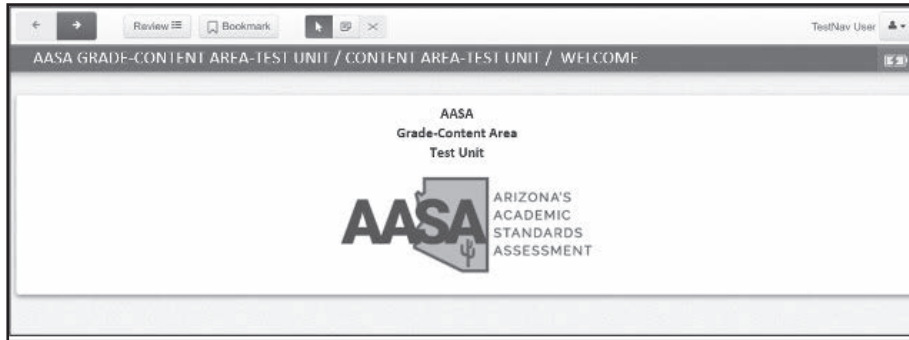 Review Bookmark TestNav User
AASA GRADE-CONTENT AREA-TEST UNIT / CONTENT AREA-TEST UNIT / WELCOME
AASA
Grade-Content Area
Test Unit
AASA
ARIZONA'S
ACADEMIC
STANDARDS
ASSESSMENT